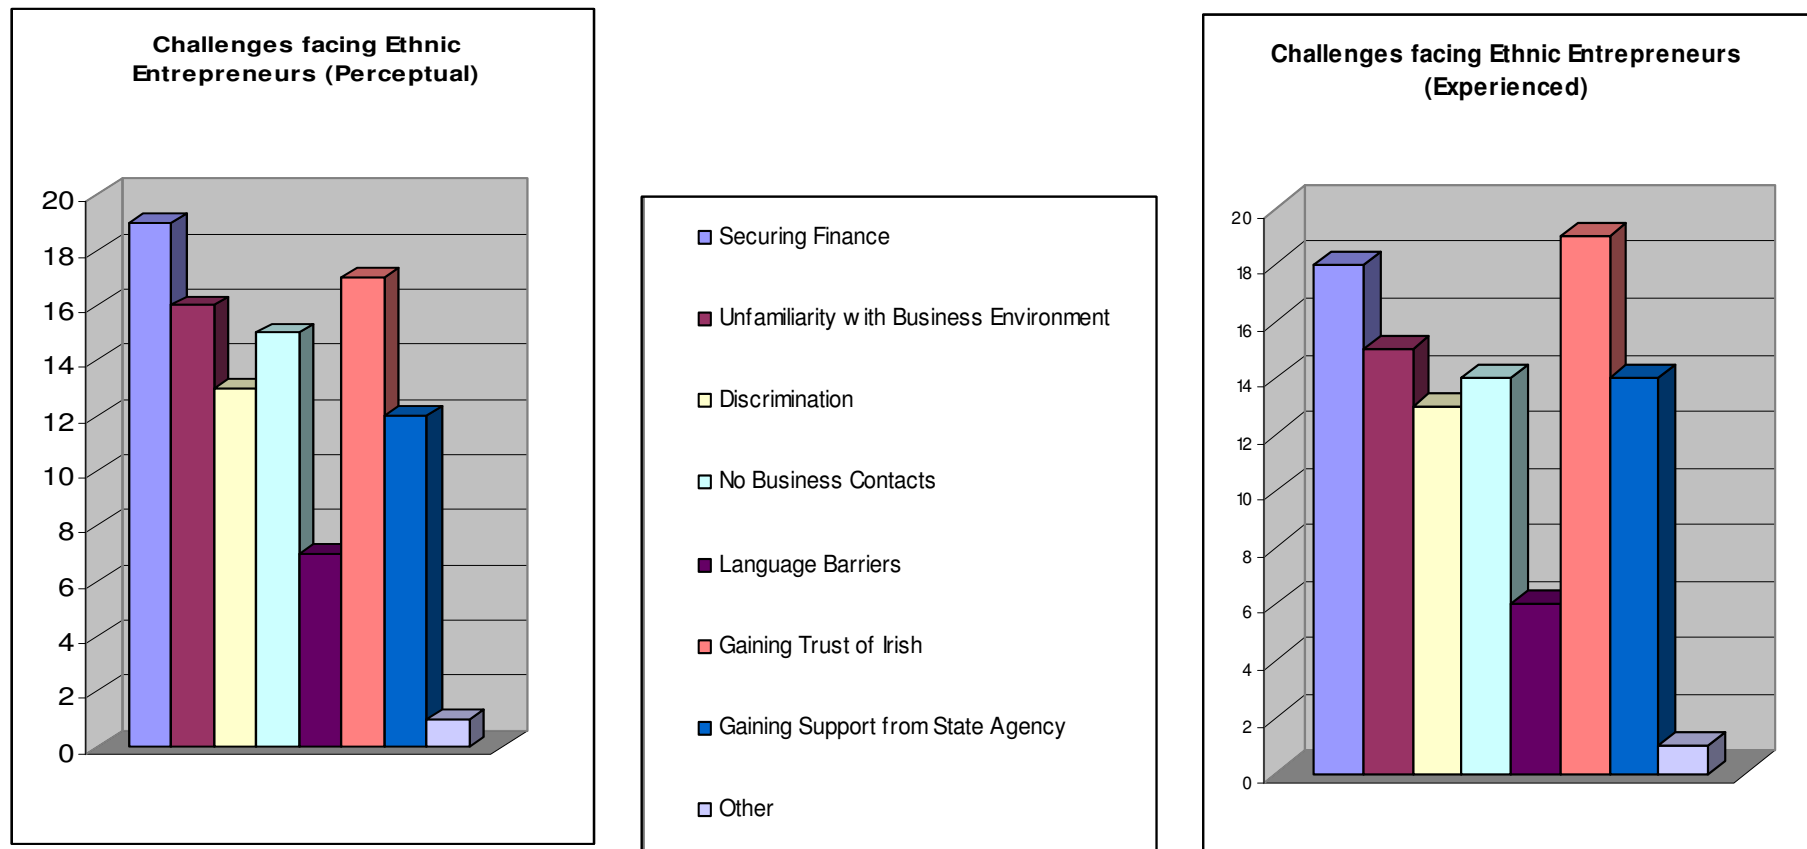 Challenges facing Ethnic
Entrepreneurs (Perceptual)
20
18
16
14
12
10
8
6
4
2
0
Securing Finance
Unfamiliarity with Business Environment
Discrimination
No Business Contacts
Language Barriers
Gaining Trust of Irish
Gaining Support from State Agency
Other
Challenges facing Ethnic Entrepreneurs
(Experienced)
20
18
16
14
12
10
8
6
4
2
0